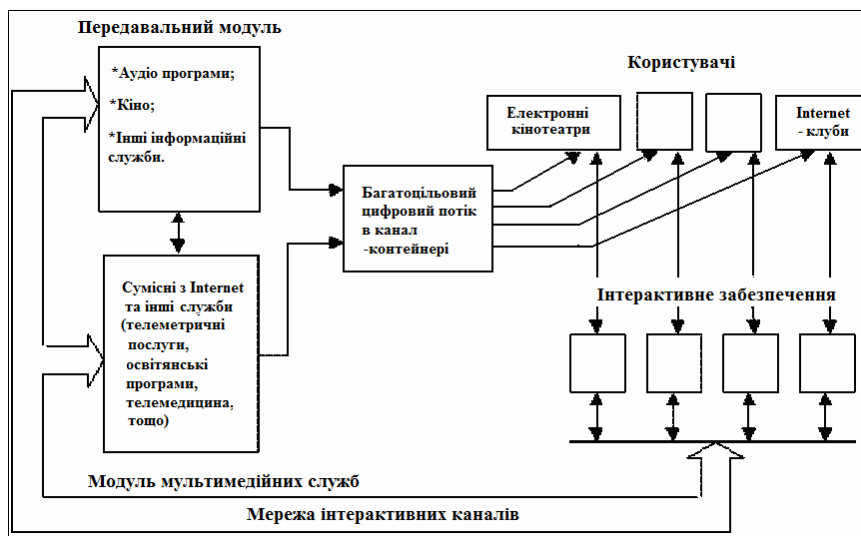 Передавальний модуль
*Аудіо програми;
*Кіно;
*Інші інформаційні
служби.
Сумісні з Internet
та інші служби
(телеметричні
послуги,
освітянські
програми,
телемедицина,
тощо)
Багатоцільовий
цифровий потік
в канал
-контейнері
Користувачі
Електронні
кінотеатри
Internet
- клуби
Інтерактивне забезпечення
Модуль мультимедійних служб
Мережа інтерактивних каналів